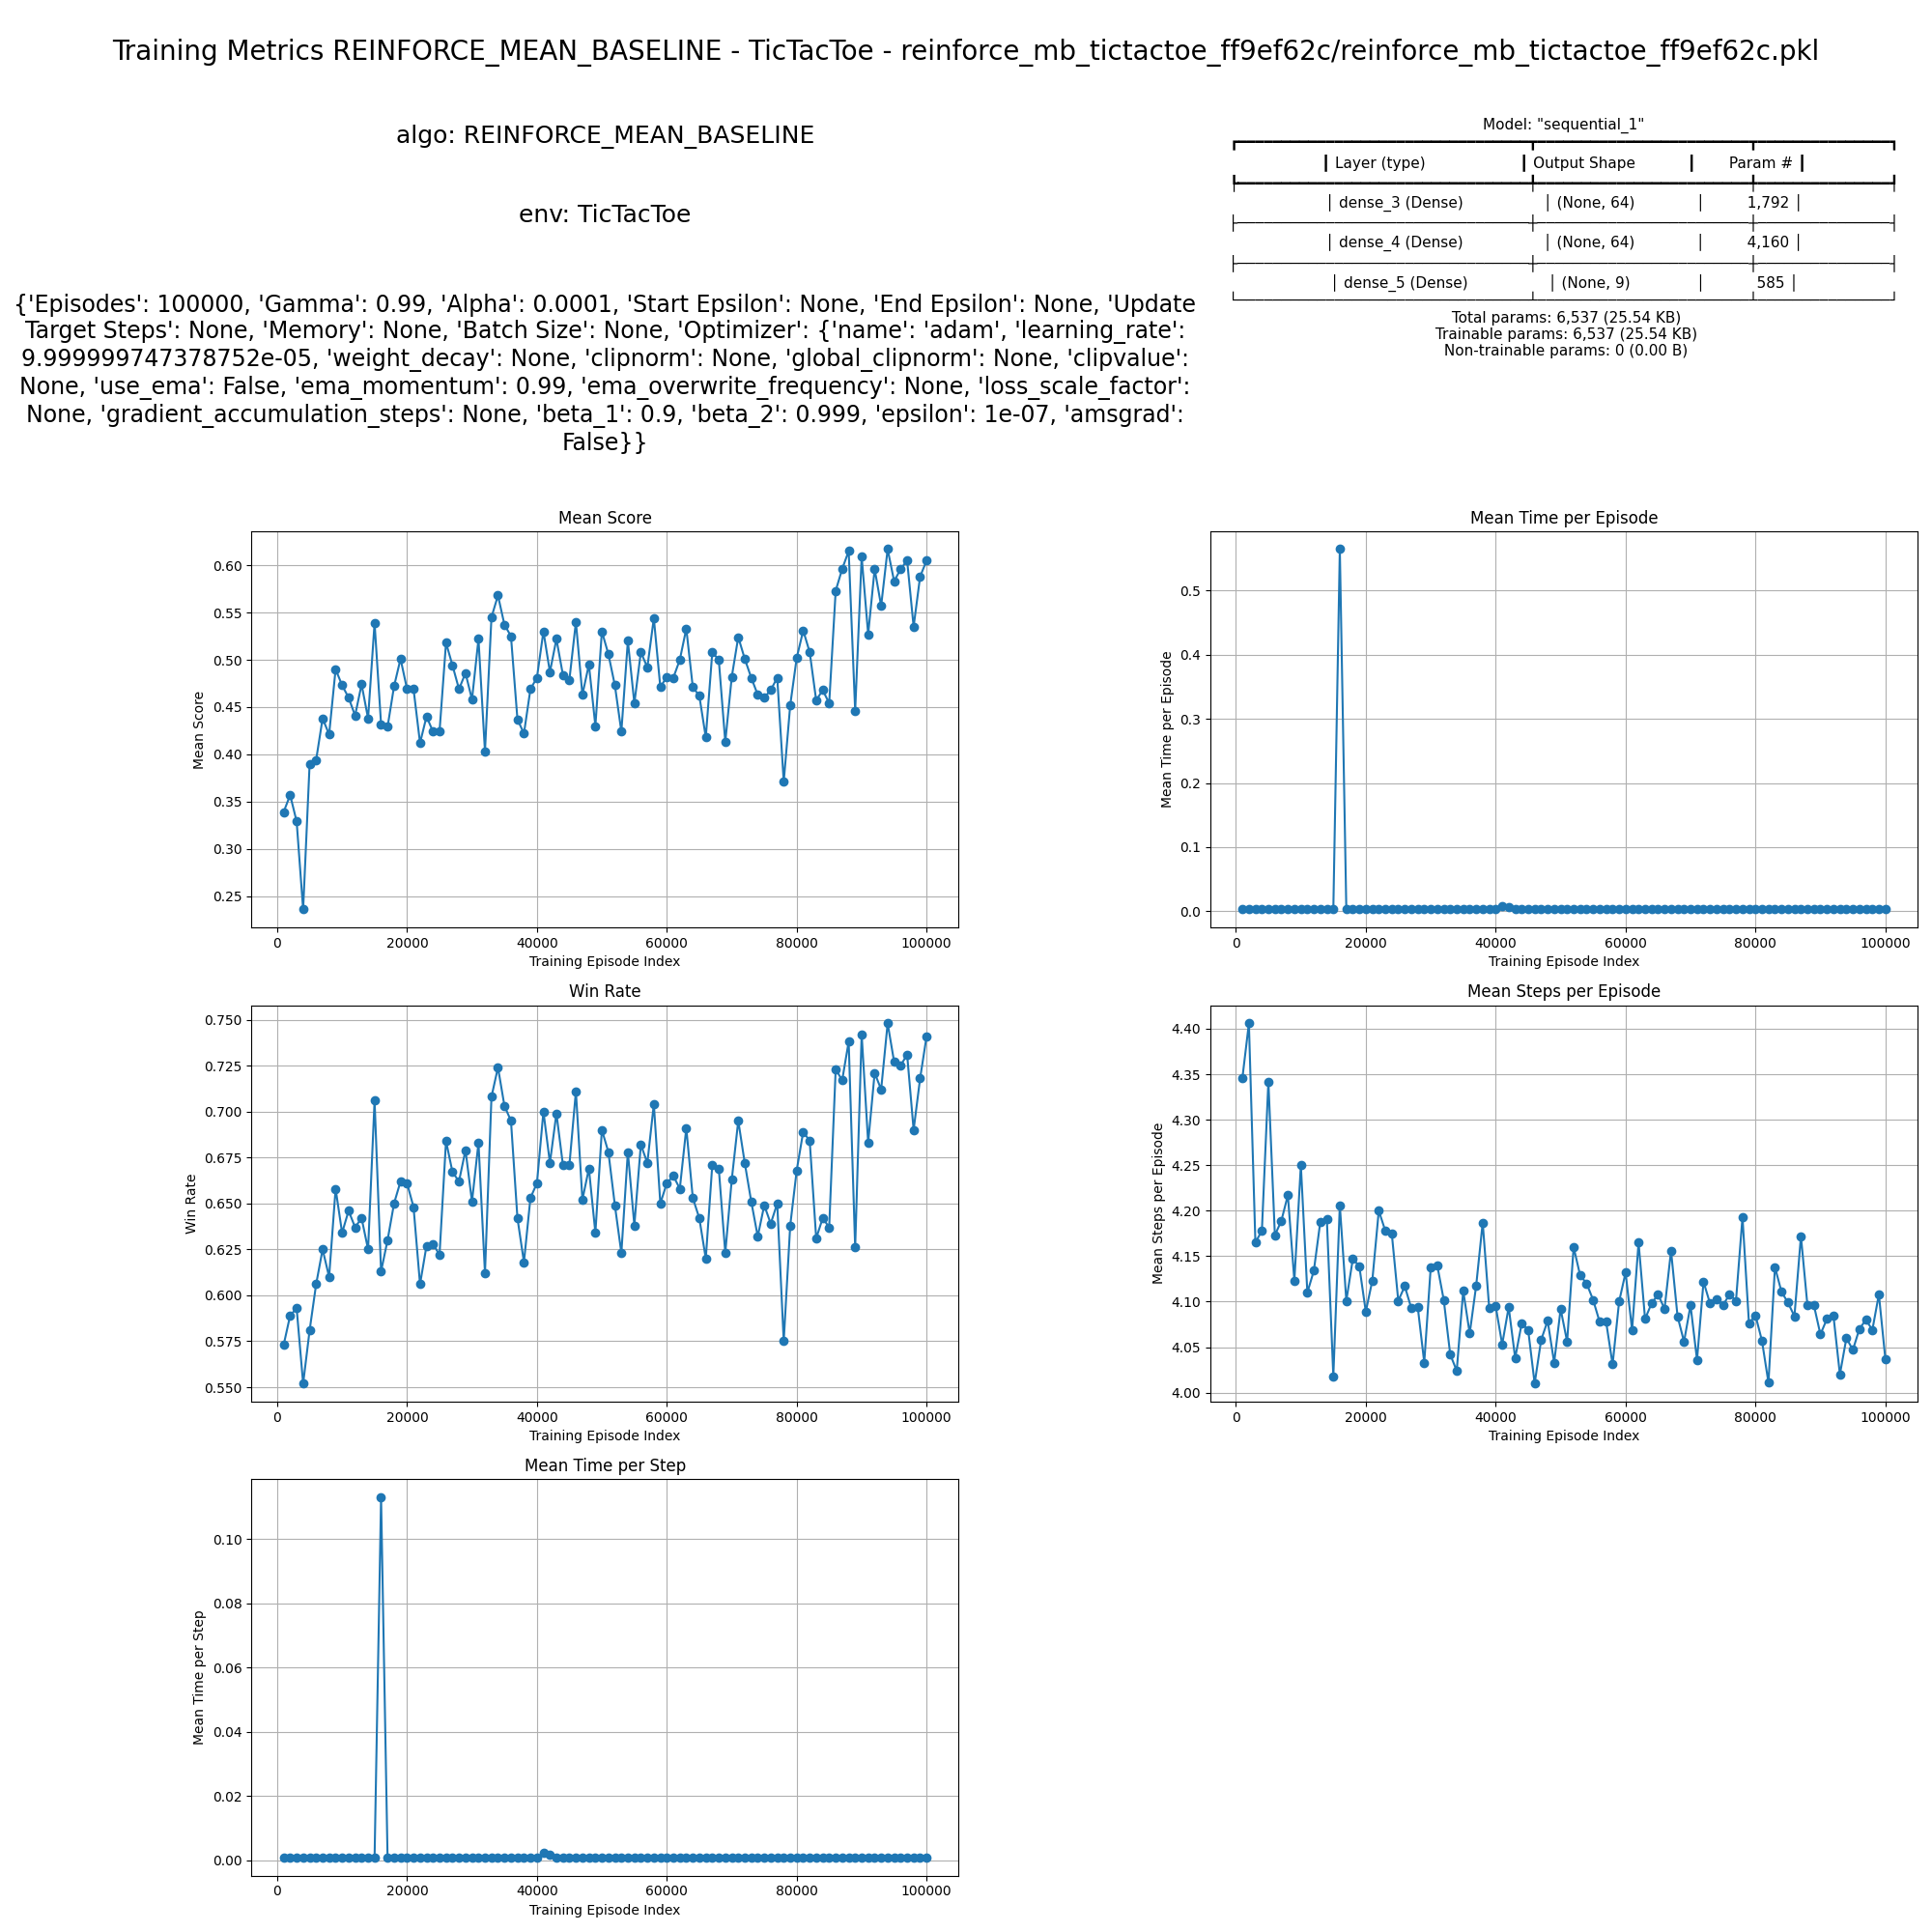 Training Metrics REINFORCE_MEAN_BASELINE - TicTacToe - reinforce_mb_tictactoe_ff9ef62c/reinforce_mb_tictactoe_ff9ef62c.pkl
algo: REINFORCE_MEAN_BASELINE
env: TicTacToe
{'Episodes': 100000, 'Gamma': 0.99, 'Alpha': 0.0001, 'Start Epsilon': None, 'End Epsilon': None, 'Update
Target Steps': None, 'Memory': None, 'Batch Size': None, 'Optimizer': {'name': 'adam', 'learning_rate':
9.999999747378752e-05, 'weight_decay': None, 'clipnorm': None, 'global_clipnorm': None, 'clipvalue':
None, 'use_ema': False, 'ema_momentum': 0.99, 'ema_overwrite_frequency': None, 'loss_scale_factor':
None, 'gradient_accumulation_steps': None, 'beta_1': 0.9, 'beta_2': 0.999, 'epsilon': 1e-07, 'amsgrad':
False}}
Model: "sequential_1"
Layer (type) Output Shape Param #
dense_3 (Dense) (None, 64) 1,792
dense_4 (Dense) (None, 64) 4,160
dense_5 (Dense) (None, 9) 585
Total params: 6,537 (25.54 KB)
Trainable params: 6,537 (25.54 KB)
Non-trainable params: 0 (0.00 B)
Mean Score
Mean Score
0.60
0.55
0.50
0.45
0.40
0.35
0.30
0.25
0 20000 40000 60000 80000 100000
Training Episode Index
Mean Time per Episode
Mean Time per Episode
0.5
0.4
0.3
0.2
0.1
0.0
0 20000 40000 60000 80000 100000
Training Episode Index
Win Rate
Win Rate
0.750
0.725
0.700
0.675
0.650
0.625
0.600
0.575
0.550
0 20000 40000 60000 80000 100000
Training Episode Index
Mean Steps per Episode
Mean Steps per Episode
4.40
4.35
4.30
4.25
4.20
4.15
4.10
4.05
4.00
0 20000 40000 60000 80000 100000
Training Episode Index
Mean Time per Step
Mean Time per Step
0.10
0.08
0.06
0.04
0.02
0.00
0 20000 40000 60000 80000 100000
Training Episode Index